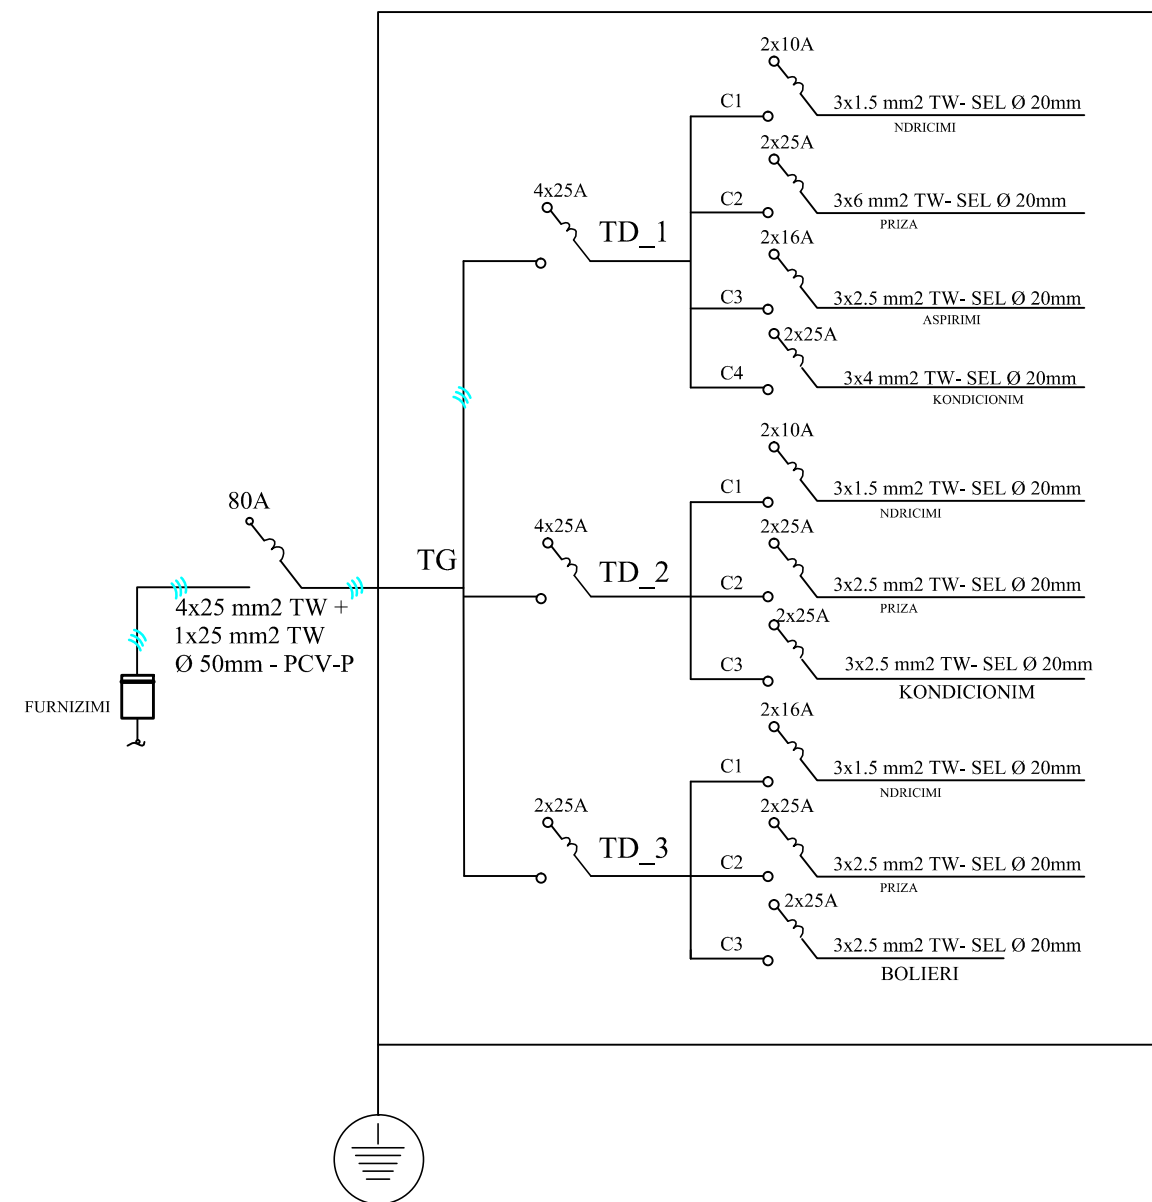 2x10A
C1
3x1.5 mm2 TW- SEL Ø 20mm
NDRICIMI
2x25A
C2
3x6 mm2 TW- SEL Ø 20mm
PRIZA
4x25A
TD_1
2x16A
C3
3x2.5 mm2 TW- SEL Ø 20mm
ASPIRIMI
2x25A
C4
3x4 mm2 TW- SEL Ø 20mm
KONDICIONIM
80A
TG
4x25 mm2 TW +
1x25 mm2 TW
Ø 50mm - PCV-P
FURNIZIMI
2x10A
C1
3x1.5 mm2 TW- SEL Ø 20mm
NDRICIMI
4x25A
TD_2
2x25A
C2
3x2.5 mm2 TW- SEL Ø 20mm
PRIZA
2x25A
C3
3x2.5 mm2 TW- SEL Ø 20mm
KONDICIONIM
2x16A
C1
3x1.5 mm2 TW- SEL Ø 20mm
NDRICIMI
2x25A
TD_3
2x25A
C2
3x2.5 mm2 TW- SEL Ø 20mm
PRIZA
2x25A
C3
3x2.5 mm2 TW- SEL Ø 20mm
BOLIERI